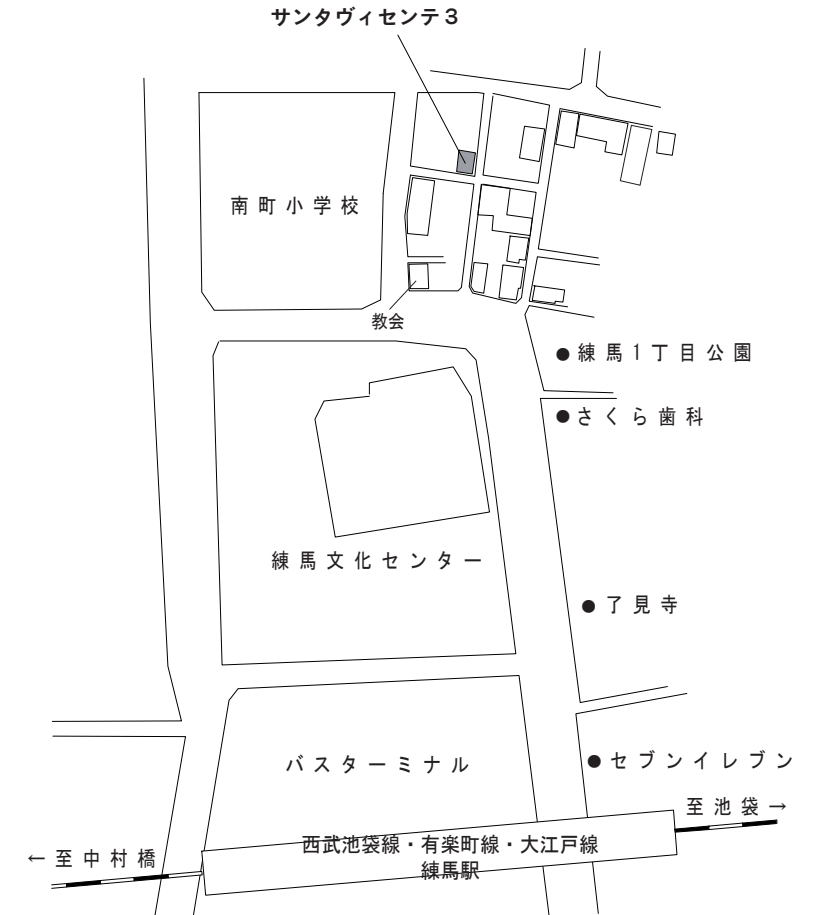 サンタヴィセンテ３
南町小学校
教会
●練馬1丁目公園
●さくら歯科
練馬文化センター
●了見寺
バスターミナル
●セブンイレブン
至池袋→
西武池袋線・有楽町線・大江戸線
練馬駅
←至中村橋